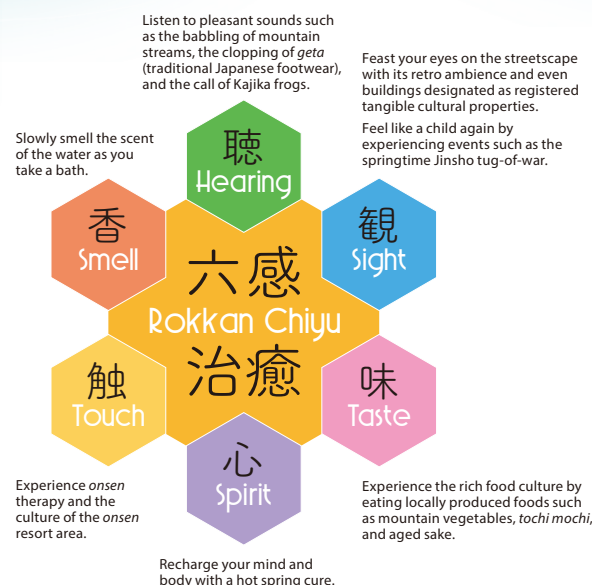 Listen to pleasant sounds such
as the babbling of mountain
streams, the clopping of geta
(traditional Japanese footwear),
and the call of Kajika frogs.
Feast your eyes on the streetscape
with its retro ambience and even
buildings designated as registered
tangible cultural properties.
Feel like a child again by
experiencing events such as the
springtime Jinsho tug-of-war.
Slowly smell the scent
of the water as you
take a bath.
聴
Hearing
香
Smell
観
Sight
六感
Rokkan Chiyu
治癒
触
Touch
味
Taste
心
Spirit
Experience onsen
therapy and the
culture of the onsen
resort area.
Experience the rich food culture by
eating locally produced foods such
as mountain vegetables, tochi mochi,
and aged sake.
Recharge your mind and
body with a hot spring cure.